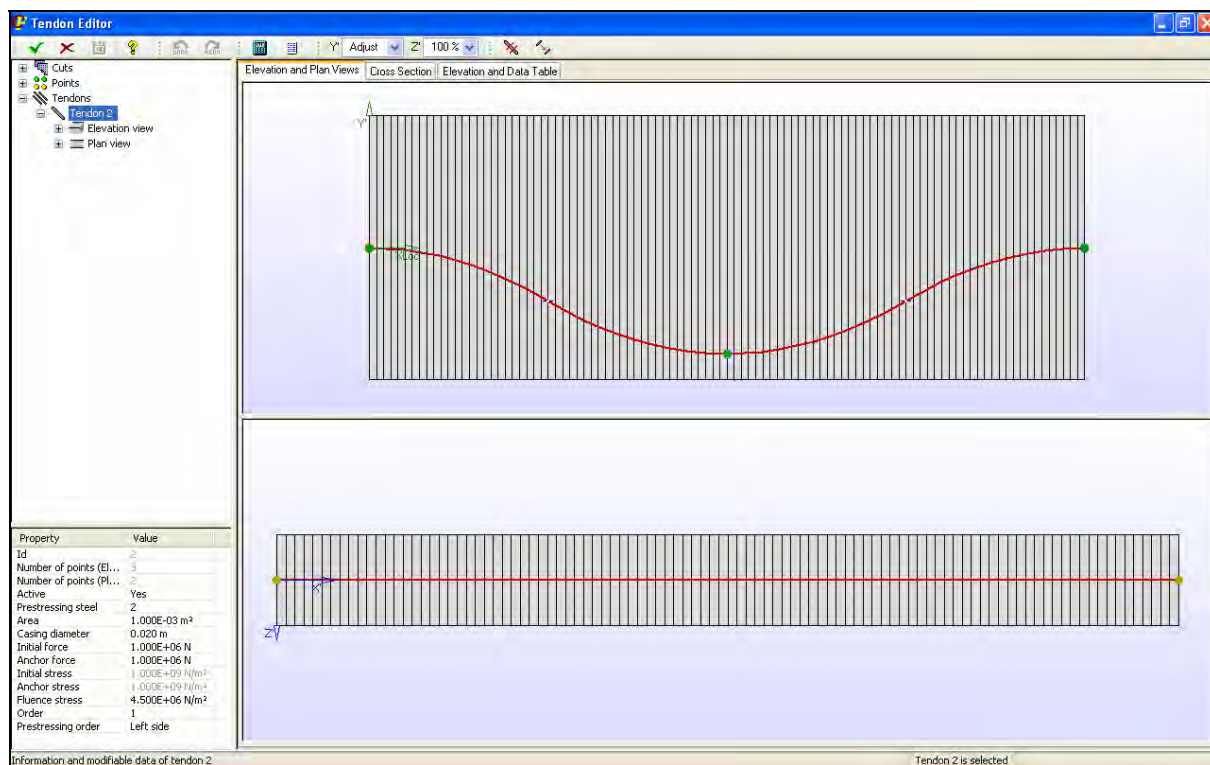 Tendon Editor
Y' Adjust Z' 100 %
Cuts
Points
Tendons
Tendon 2
Elevation view
Plan view
Elevation and Plan Views Cross Section Elevation and Data Table
Y'
XLoc
X'
Z'
Property Value
Id 2
Number of points (El... 3
Number of points (Pl... 2
Active Yes
Prestressing steel 2
Area 1.000E-03 m²
Casing diameter 0.020 m
Initial force 1.000E+06 N
Anchor force 1.000E+06 N
Initial stress 1.000E+09 N/m²
Anchor stress 1.000E+09 N/m²
Fluence stress 4.500E+06 N/m²
Order 1
Prestressing order Left side
Information and modifiable data of tendon 2 Tendon 2 is selected